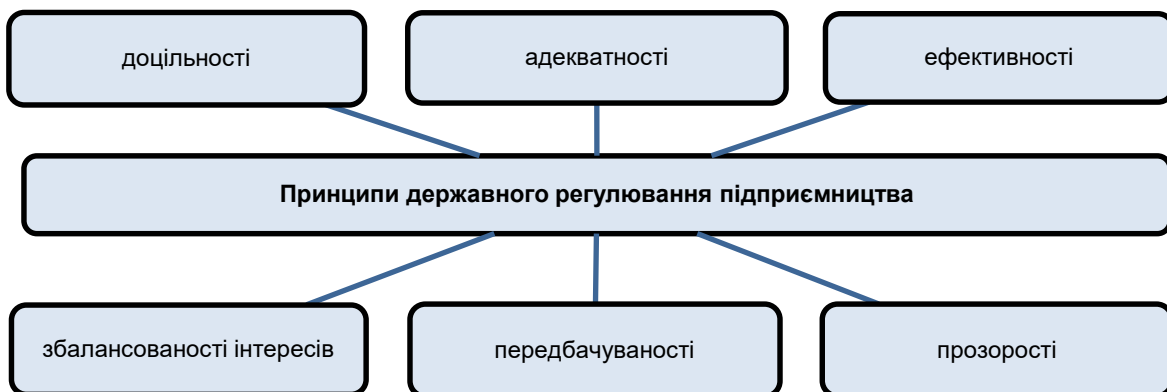 доцільності
адекватності
ефективності
Принципи державного регулювання підприємництва
збалансованості інтересів
передбачуваності
прозорості